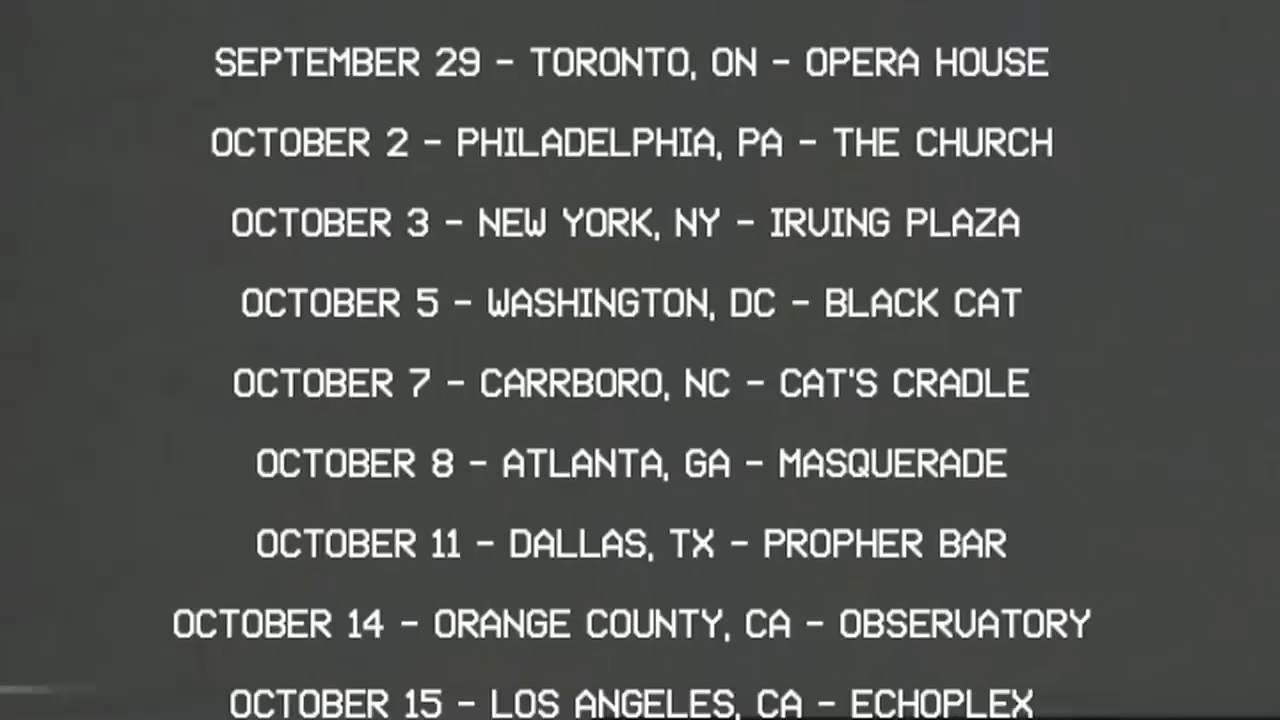 SEPTEMBER 29 - TORONTO, ON - OPERA HOUSE
OCTOBER 2 - PHILADELPHIA, PA - THE CHURCH
OCTOBER 3 - NEW YORK, NY - IRVING PLAZA
OCTOBER 5 - WASHINGTON, DC - BLACK CAT
OCTOBER 7 - CARRBORO, NC - CAT'S CRADLE
OCTOBER 8 - ATLANTA, GA - MASQUERADE
OCTOBER 11 - DALLAS, TX - PROPHER BAR
OCTOBER 14 - ORANGE COUNTY, CA - OBSERVATORY
OCTOBER 15 - LOS ANGELES, CA - ECHOPLEX